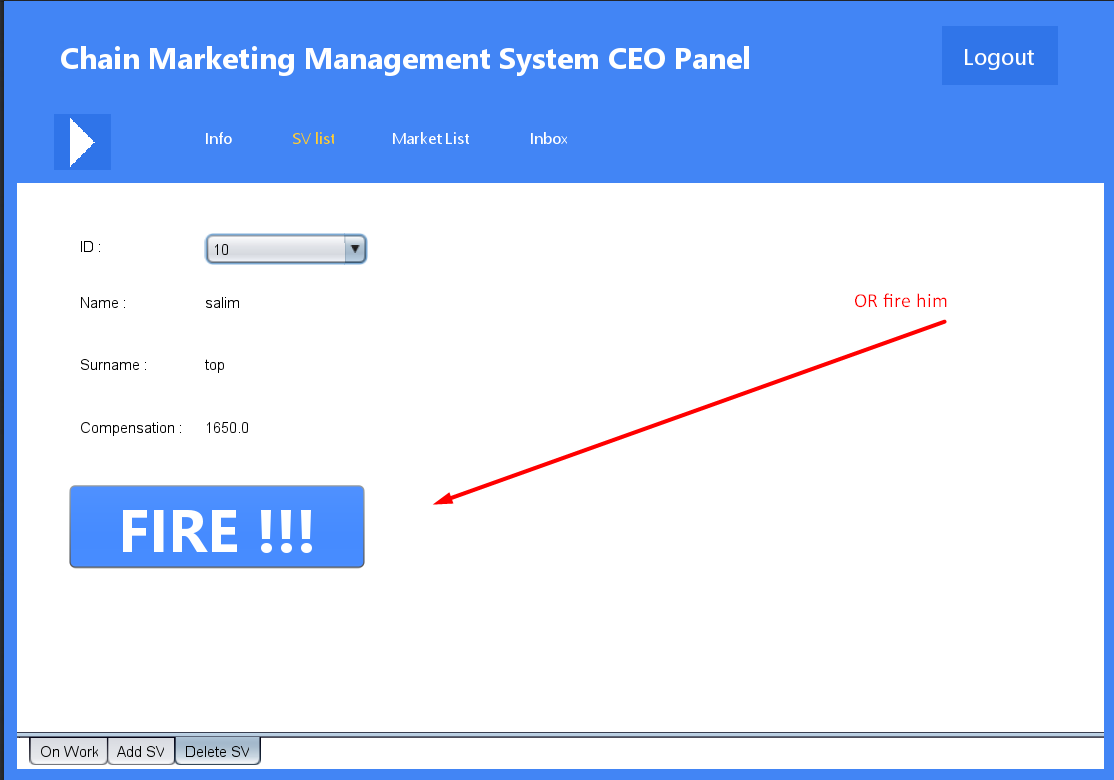 Chain Marketing Management System CEO Panel
Logout
Info
SV list
Market List
Inbox
ID :
10
Name :
salim
OR fire him
Surname :
top
Compensation :
1650.0
FIRE !!!
On Work
Add SV
Delete SV